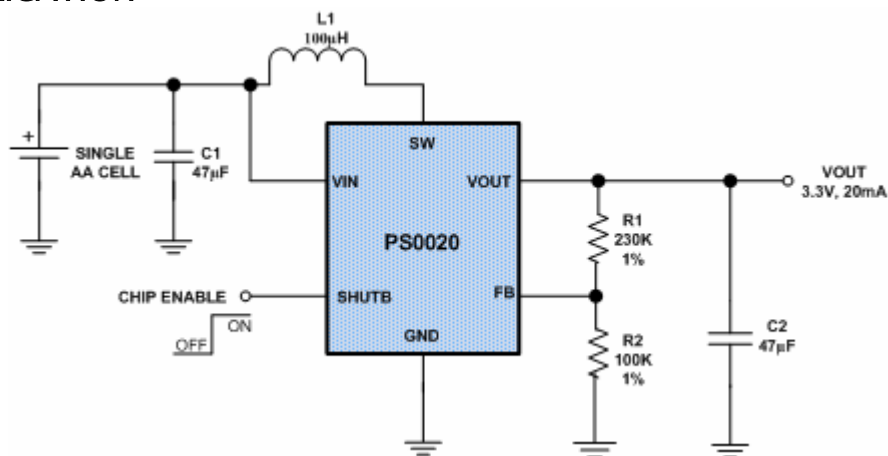 L1
100µH
+
SINGLE
AA CELL
C1
47µF
SW
VIN
VOUT
PS0020
SHUTB
FB
GND
CHIP ENABLE
OFF
ON
R1
230K
1%
R2
100K
1%
C2
47µF
VOUT
3.3V, 20mA